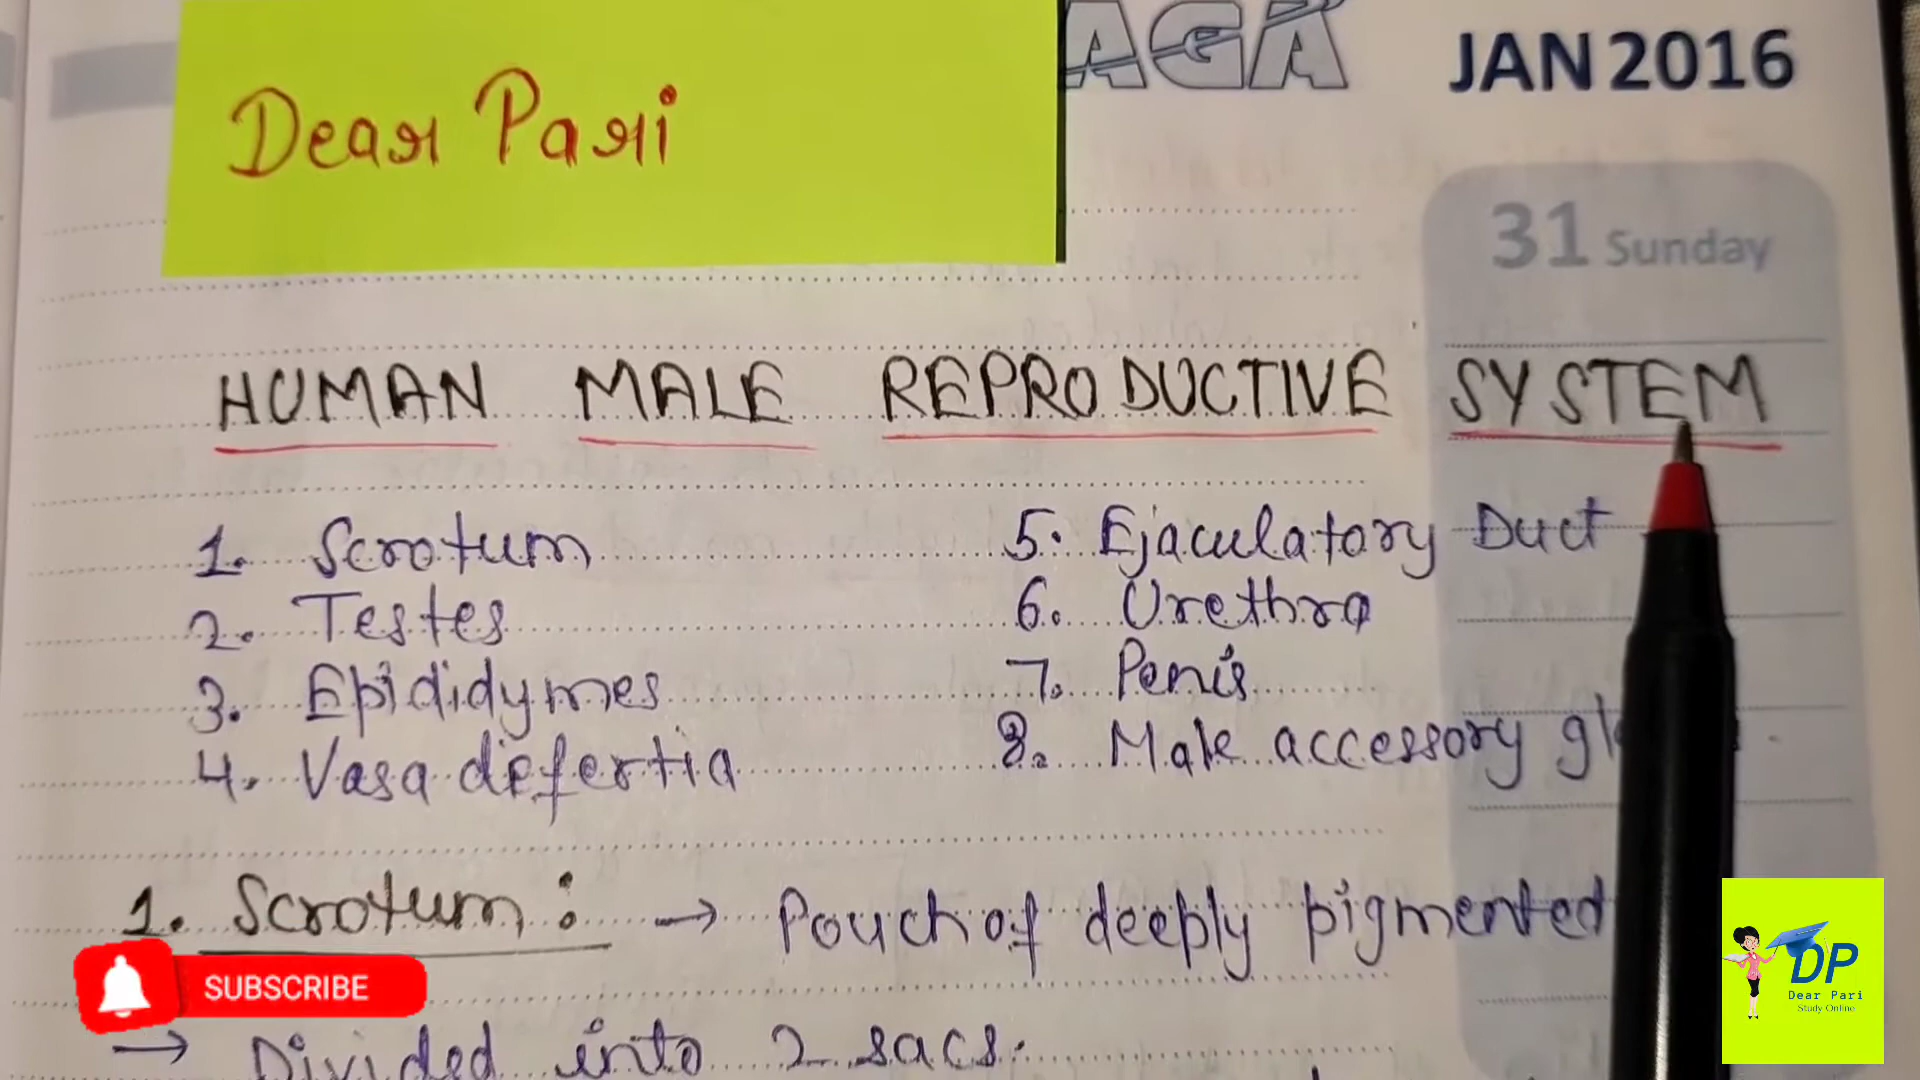 AGA
JAN 2016
Dear Pari
31 Sunday
HUMAN MALE REPRODUCTIVE SYSTEM
1. Scrotum
2. Testes
3. Epididymes
4. Vasa defertia
5. Ejaculatory Duct
6. Urethra
7. Penis
8. Male accessory
1. Scrotum : → Pouch of deeply pigmented
→ Divided into 2 sacs.
SUBSCRIBE
DP
Dear Pari
Study Online